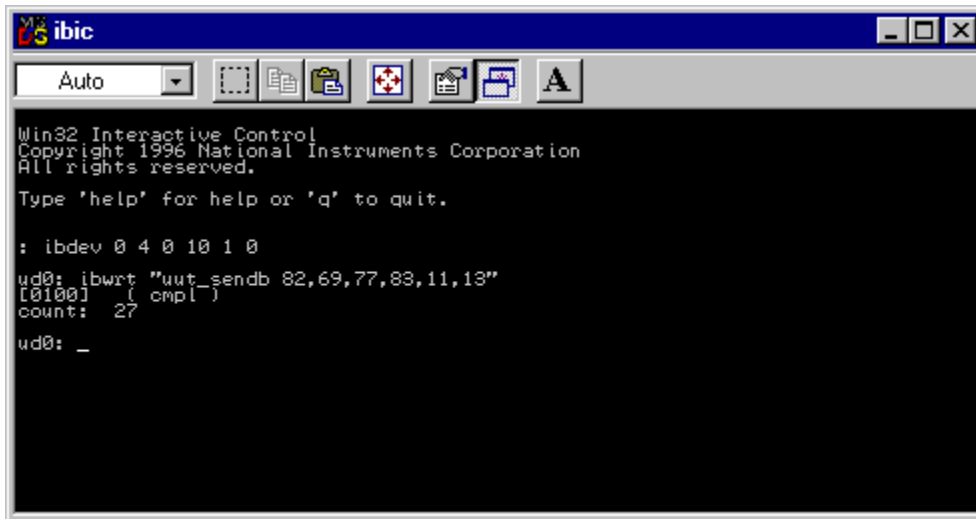 ibic
Auto
A
Win32 Interactive Control
Copyright 1996 National Instruments Corporation
All rights reserved.
Type 'help' for help or 'q' to quit.
: ibdev 0 4 0 10 1 0
ud0: ibwrt "uut_sendb 82,69,77,83,11,13"
[0100]   ( cmpl )
count:  27
ud0: _